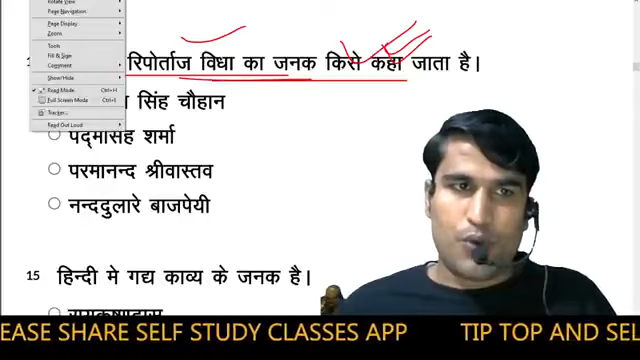 Rotate View
Page Navigation
Page Display
Zoom
Tools
Fill & Sign
Comment
Show/Hide
Read Mode Ctrl+H
Full Screen Mode Ctrl+L
Tracker...
Read Out Loud
रिपोर्ताज विधा का जनक किसे कहा जाता है।
सिंह चौहान
पद्मासिंह शर्मा
परमानन्द श्रीवास्तव
नन्ददुलारे बाजपेयी
15 हिन्दी मे गद्य काव्य के जनक है।
रायकृष्णदास
EASE SHARE SELF STUDY CLASSES APP TIP TOP AND SEL